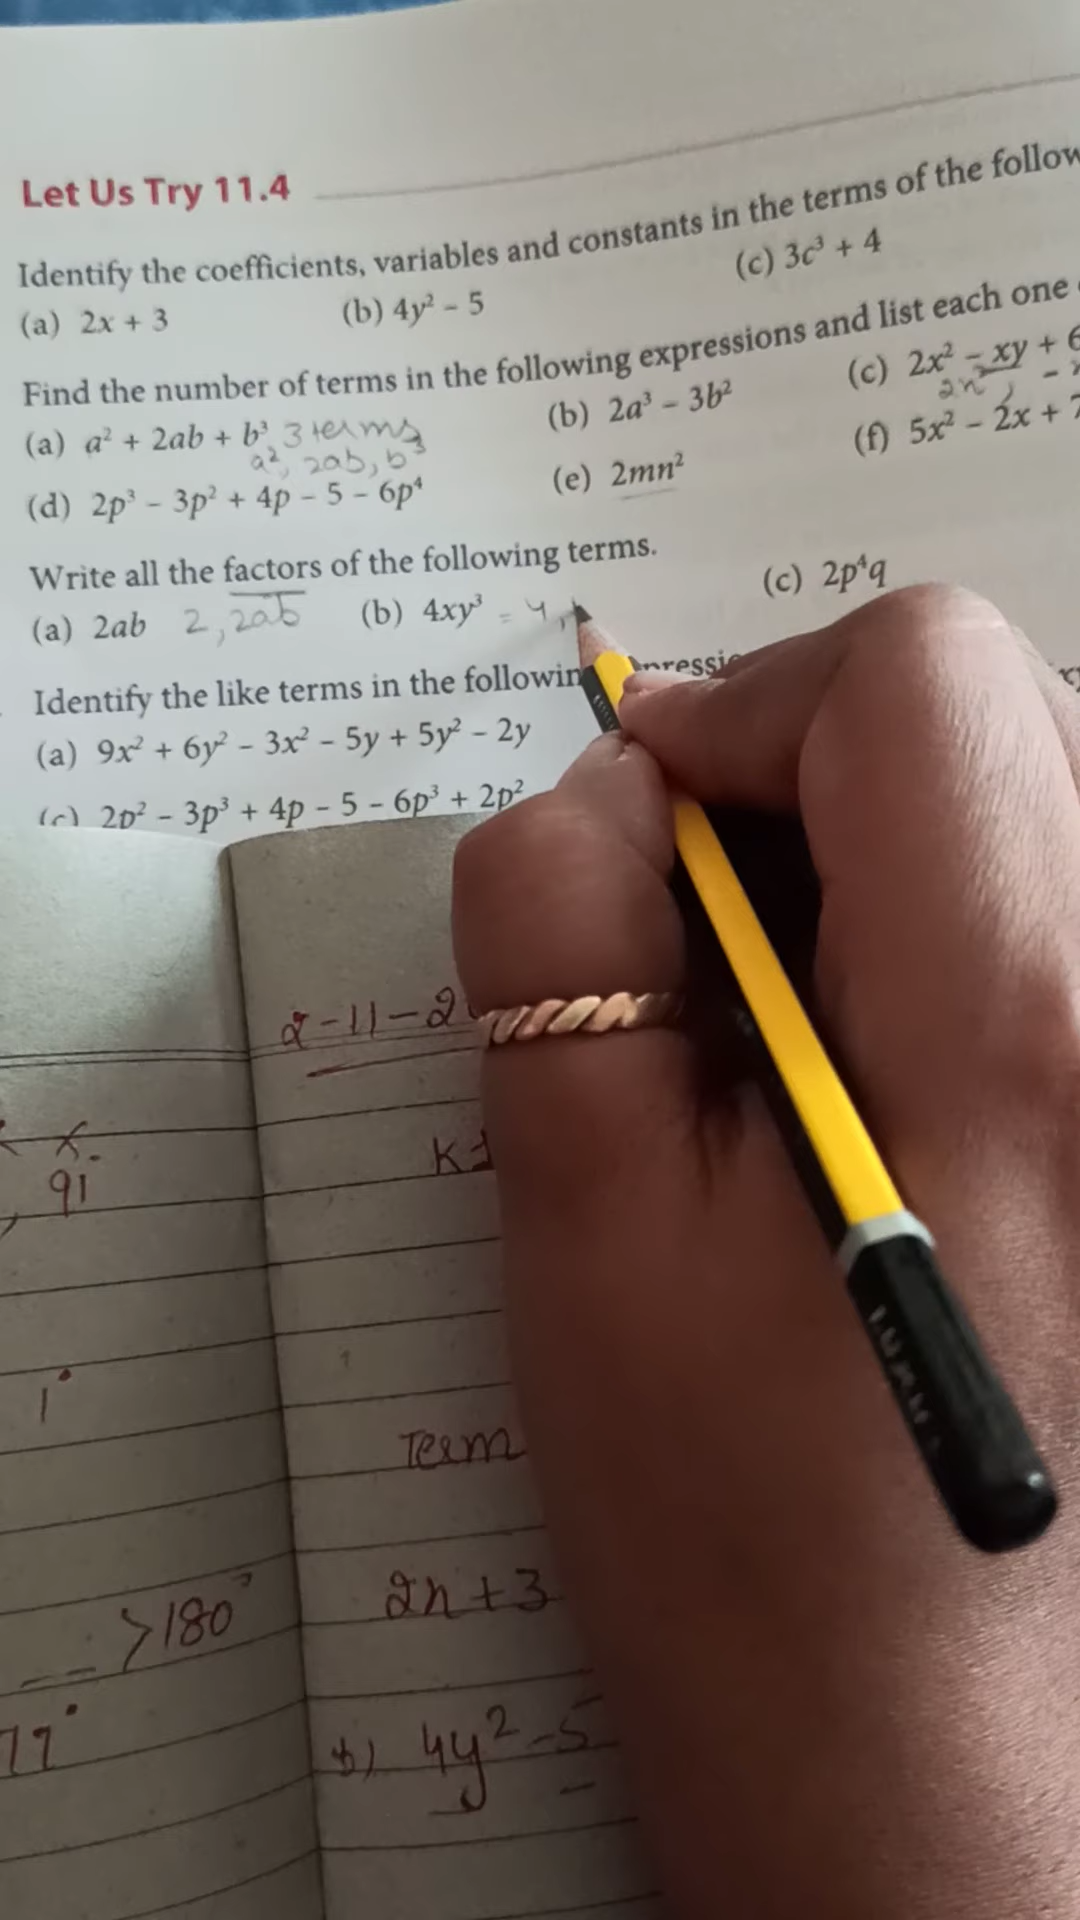 Let Us Try 11.4
Identify the coefficients, variables and constants in the terms of the follow
(a) 2x + 3 (b) 4y² – 5 (c) 3c³ + 4
Find the number of terms in the following expressions and list each one
(a) a² + 2ab + b³ 3 terms (b) 2a³ – 3b² (c) 2x² – xy + 6
a², 2ab, b³
(d) 2p³ – 3p² + 4p – 5 – 6p⁴ (e) 2mn² (f) 5x² – 2x + 7
Write all the factors of the following terms.
(a) 2ab 2, 2ab (b) 4xy³ = 4, (c) 2p⁴q
Identify the like terms in the followin
(a) 9x² + 6y² – 3x² – 5y + 5y² – 2y
(c) 2p² – 3p³ + 4p – 5 – 6p³ + 2p²
2-11-2
x.
91
1°
Term
>180°
2x + 3
77°
b) 4y² – 5